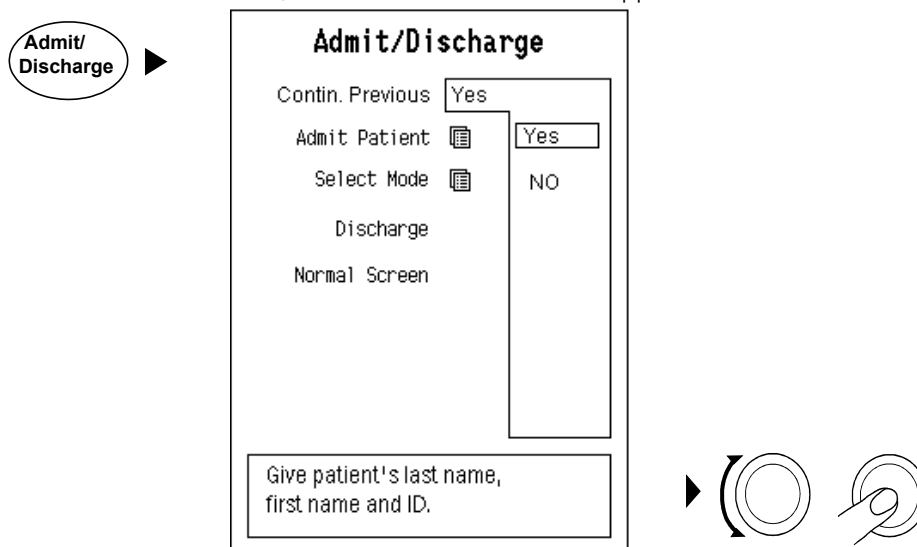 Admit/Discharge
Admit/
Discharge
Contin. Previous Yes
Admit Patient Yes
Select Mode NO
Discharge
Normal Screen
Give patient's last name,
first name and ID.